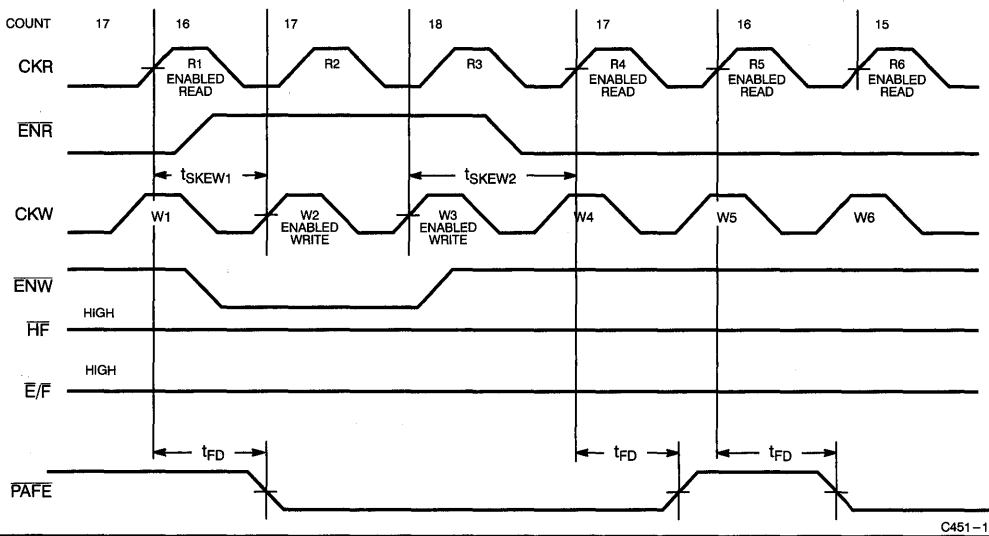 COUNT 17 16 17 18 17 16 15
CKR R1 ENABLED READ R2 R3 R4 ENABLED READ R5 ENABLED READ R6 ENABLED READ
ENR
tSKEW1 tSKEW2
CKW W1 W2 ENABLED WRITE W3 ENABLED WRITE W4 W5 W6
ENW
HF HIGH
E/F HIGH
tFD tFD tFD
PAFE
C451–1